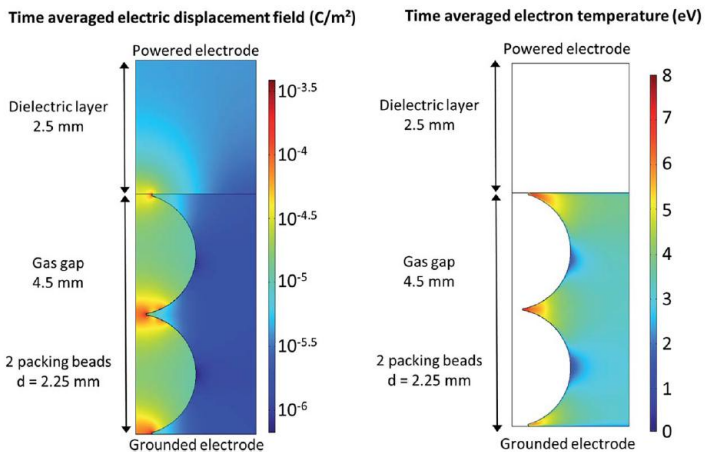 Time averaged electric displacement field (C/m²)
Powered electrode
Dielectric layer
2.5 mm
Gas gap
4.5 mm
2 packing beads
d = 2.25 mm
Grounded electrode
10^-3.5
10^-4
10^-4.5
10^-5
10^-5.5
10^-6
Time averaged electron temperature (eV)
Powered electrode
Dielectric layer
2.5 mm
Gas gap
4.5 mm
2 packing beads
d = 2.25 mm
Grounded electrode
8
7
6
5
4
3
2
1
0